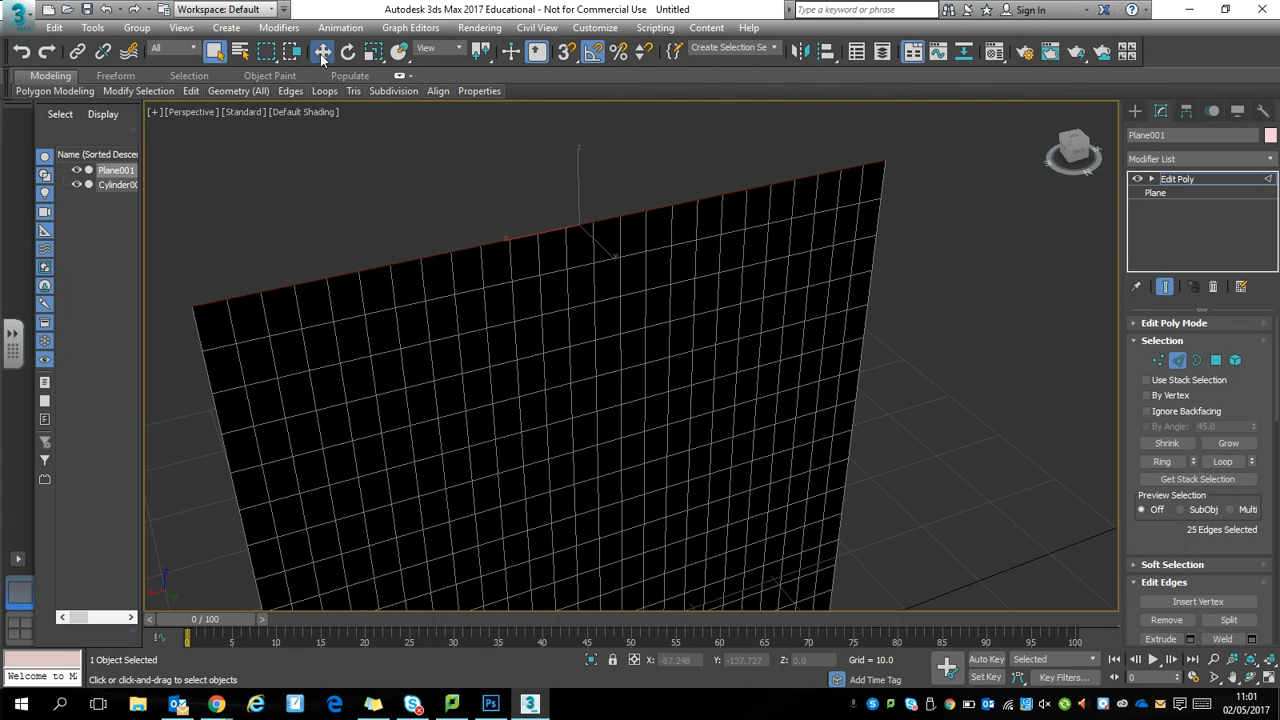 MAX
Workspace: Default
Autodesk 3ds Max 2017 Educational - Not for Commercial Use   Untitled
Type a keyword or phrase
Sign In
Edit Tools Group Views Create Modifiers Animation Graph Editors Rendering Civil View Customize Scripting Content Help
All
View
Create Selection Se
Modeling Freeform Selection Object Paint Populate
Polygon Modeling Modify Selection Edit Geometry (All) Edges Loops Tris Subdivision Align Properties
Select Display
[+] [Perspective] [Standard] [Default Shading]
Name (Sorted Descen
Plane001
Cylinder00
Plane001
Modifier List
Edit Poly
Plane
Edit Poly Mode
Selection
Use Stack Selection
By Vertex
Ignore Backfacing
By Angle: 45.0
Shrink Grow
Ring Loop
Get Stack Selection
Preview Selection
Off SubObj Multi
25 Edges Selected
Soft Selection
Edit Edges
Insert Vertex
Remove Split
Extrude Weld
0 / 100
0 5 10 15 20 25 30 35 40 45 50 55 60 65 70 75 80 85 90 95 100
1 Object Selected
X: -87.248 Y: -137.727 Z: 0.0 Grid = 10.0
Auto Key Selected
Welcome to M
Click or click-and-drag to select objects
Add Time Tag
Set Key Key Filters...
0
11:01
02/05/2017